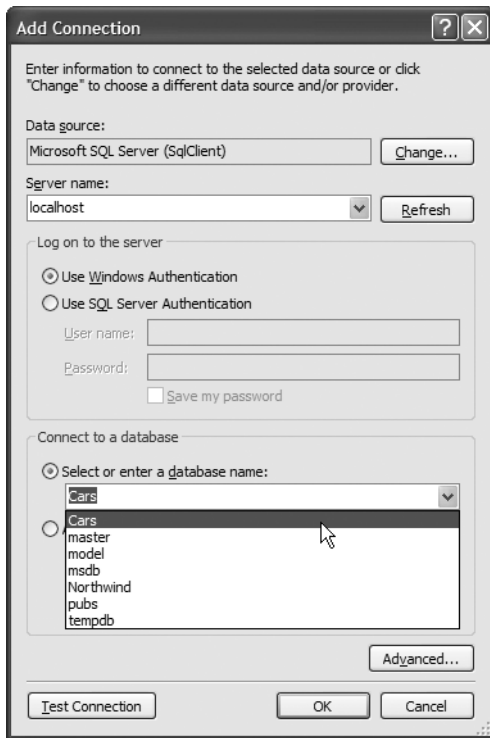 Add Connection
Enter information to connect to the selected data source or click
"Change" to choose a different data source and/or provider.
Data source:
Microsoft SQL Server (SqlClient)
Change...
Server name:
localhost
Refresh
Log on to the server
Use Windows Authentication
Use SQL Server Authentication
User name:
Password:
Save my password
Connect to a database
Select or enter a database name:
Cars
Cars
master
model
msdb
Northwind
pubs
tempdb
Advanced...
Test Connection
OK
Cancel